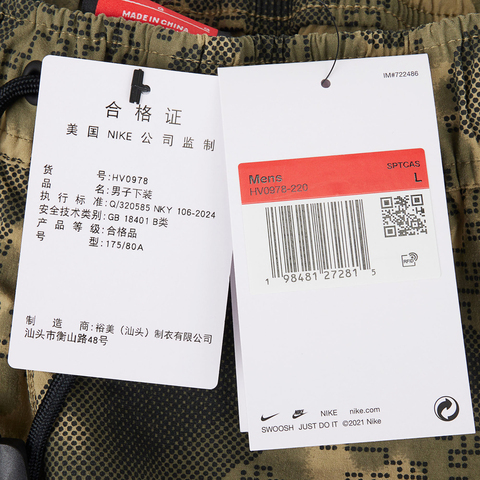 MADE IN CHINA
合格证
美国 NIKE 公司监制
货号:HV0978
品名:男子下装
执行标准:Q/320585 NKY 106-2024
安全技术类别:GB 18401 B类
产品等级:合格品
号型:175/80A
制造商:裕美(汕头)制衣有限公司
汕头市衡山路48号
IM#722486
SPTCAS
Mens L
HV0978-220
1 98481 27281 5
RFID
NIKE nike.com
SWOOSH JUST DO IT ©2021 Nike